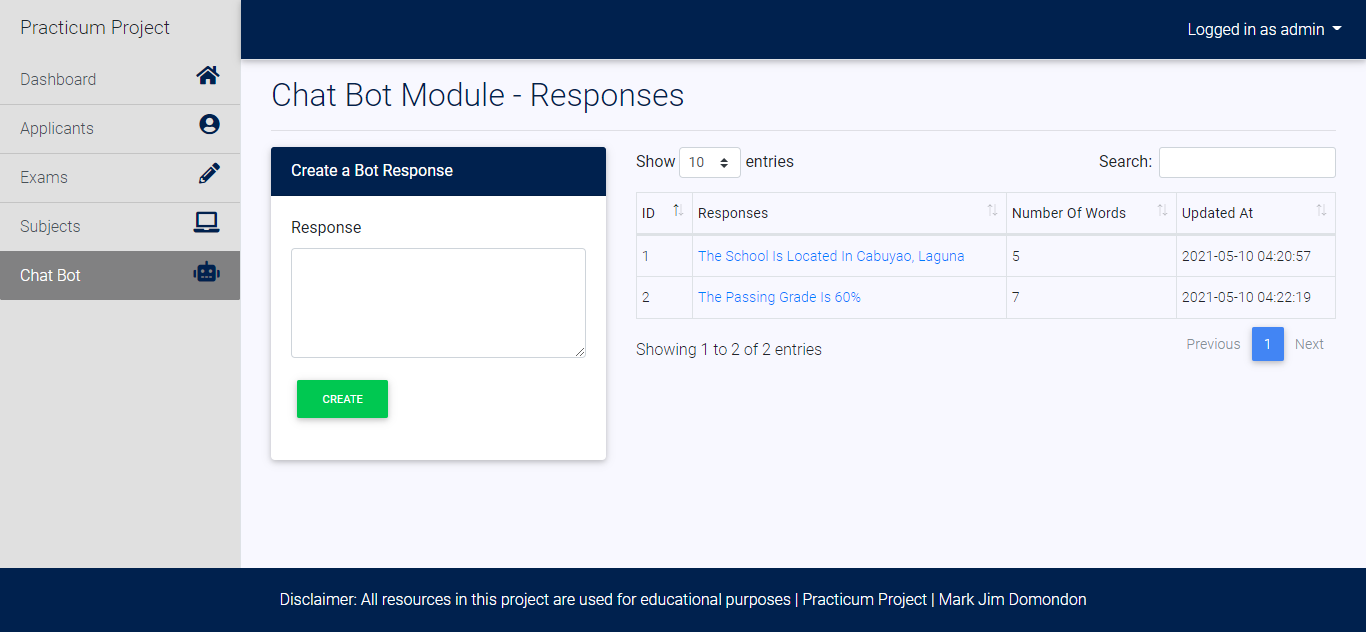 Practicum Project
Logged in as admin
Dashboard
Applicants
Exams
Subjects
Chat Bot
Chat Bot Module - Responses
Create a Bot Response
Response
CREATE
Show 10 entries
Search:
ID Responses Number Of Words Updated At
1 The School Is Located In Cabuyao, Laguna 5 2021-05-10 04:20:57
2 The Passing Grade Is 60% 7 2021-05-10 04:22:19
Showing 1 to 2 of 2 entries
Previous 1 Next
Disclaimer: All resources in this project are used for educational purposes | Practicum Project | Mark Jim Domondon